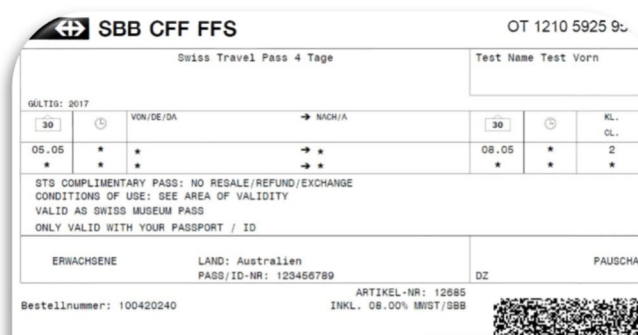 SBB CFF FFS OT 1210 5925
Swiss Travel Pass 4 Tage Test Name Test Vorn
GÜLTIG: 2017
30 VON/DE/DA → NACH/A 30 KL.
CL.
05.05 * * → * 08.05 * 2
* * * → * * * *
STS COMPLIMENTARY PASS: NO RESALE/REFUND/EXCHANGE
CONDITIONS OF USE: SEE AREA OF VALIDITY
VALID AS SWISS MUSEUM PASS
ONLY VALID WITH YOUR PASSPORT / ID
ERWACHSENE LAND: Australien PAUSCHA
PASS/ID-NR: 123456789 DZ
ARTIKEL-NR: 12685
Bestellnummer: 100420240 INKL. 08.00% MWST/SBB